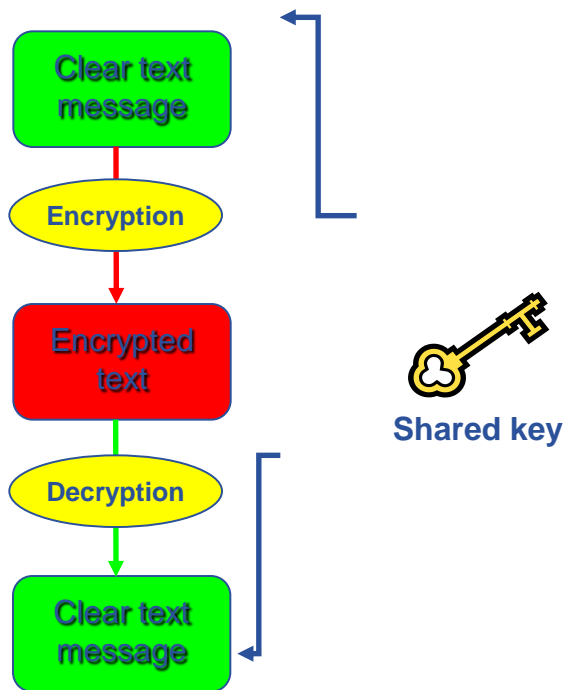 Clear text
message
Encryption
Encrypted
text
Shared key
Decryption
Clear text
message